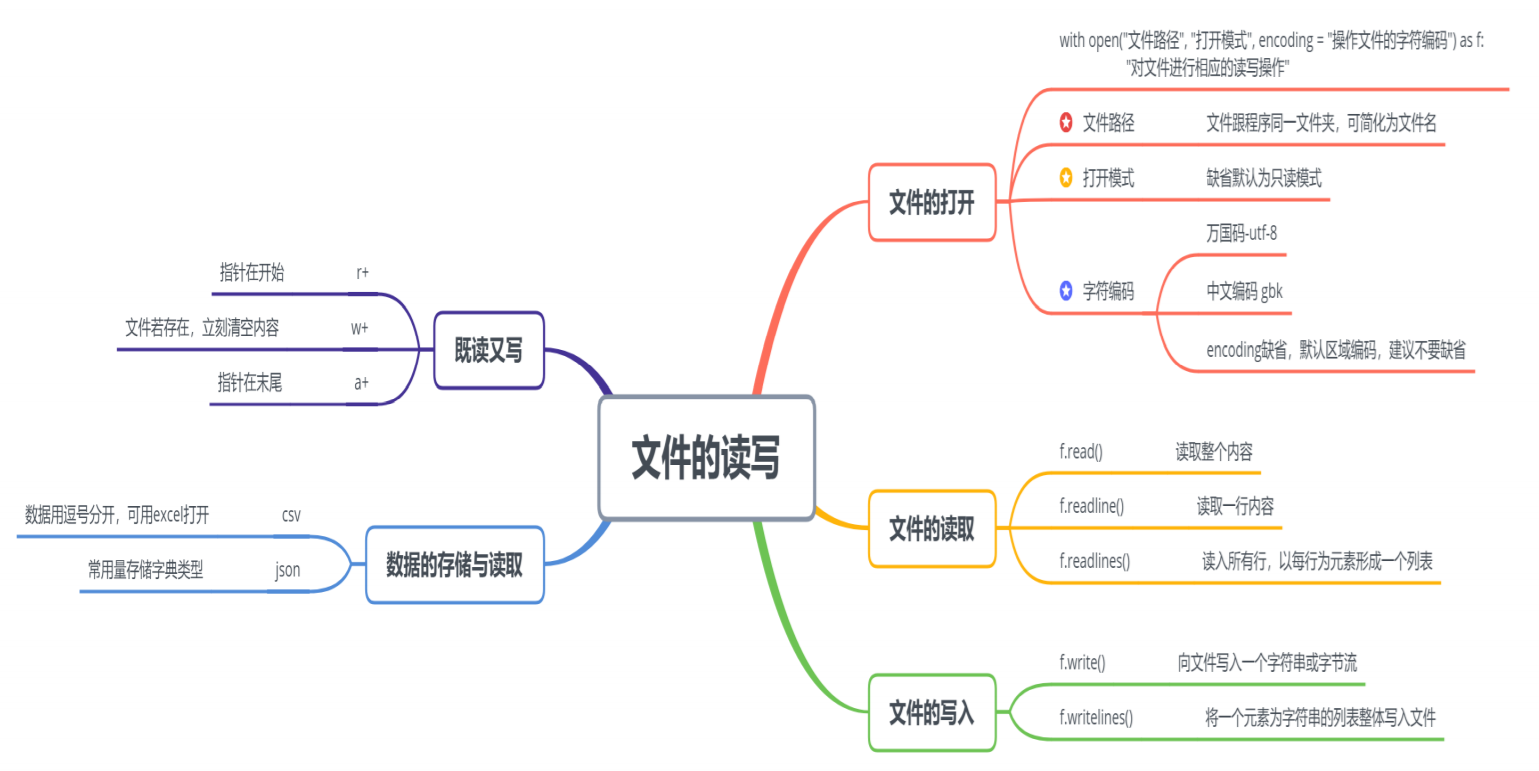 文件的读写
文件的打开
with open("文件路径", "打开模式", encoding = "操作文件的字符编码") as f:
"对文件进行相应的读写操作"
文件路径 文件跟程序同一文件夹，可简化为文件名
打开模式 缺省默认为只读模式
字符编码
万国码-utf-8
中文编码 gbk
encoding缺省，默认区域编码，建议不要缺省
文件的读取
f.read() 读取整个内容
f.readline() 读取一行内容
f.readlines() 读入所有行，以每行为元素形成一个列表
文件的写入
f.write() 向文件写入一个字符串或字节流
f.writelines() 将一个元素为字符串的列表整体写入文件
既读又写
指针在开始 r+
文件若存在，立刻清空内容 w+
指针在末尾 a+
数据的存储与读取
数据用逗号分开，可用excel打开 csv
常用量存储字典类型 json